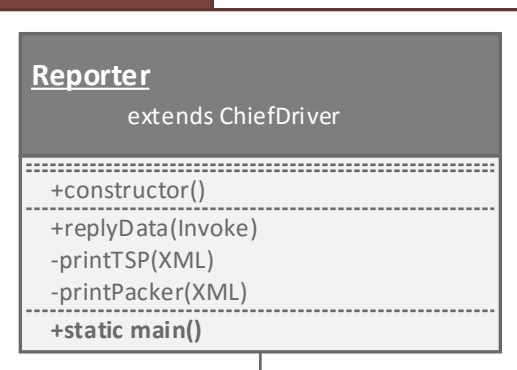 Reporter
extends ChiefDriver
+constructor()
+replyData(Invoke)
-printTSP(XML)
-printPacker(XML)
+static main()